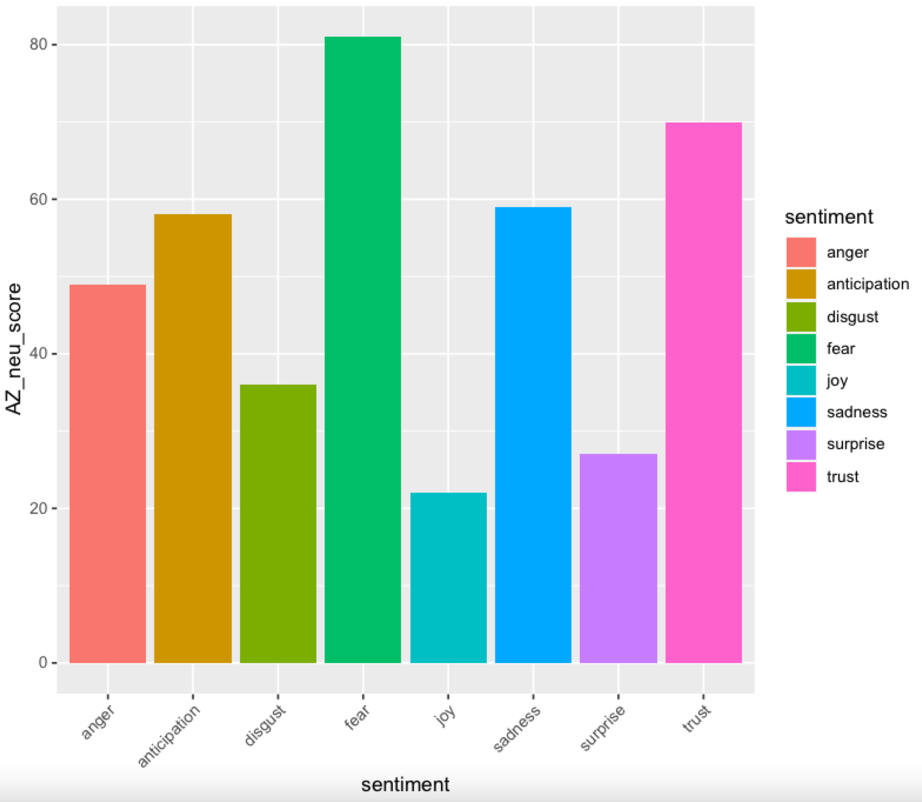 80
60
40
20
0
AZ_neu_score
anger
anticipation
disgust
fear
joy
sadness
surprise
trust
sentiment
sentiment
anger
anticipation
disgust
fear
joy
sadness
surprise
trust